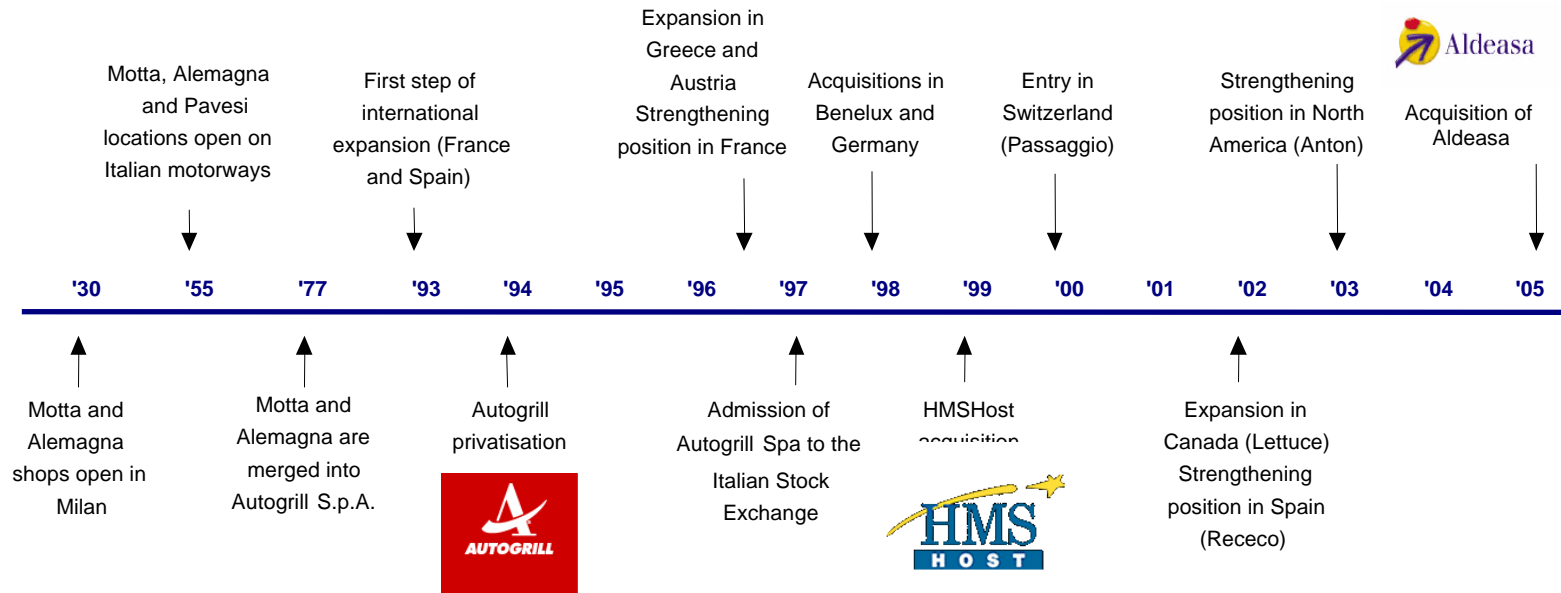 Aldeasa
Expansion in
Greece and
Austria
Strengthening
position in France
Motta, Alemagna
and Pavesi
locations open on
Italian motorways
First step of
international
expansion (France
and Spain)
Acquisitions in
Benelux and
Germany
Entry in
Switzerland
(Passaggio)
Strengthening
position in North
America (Anton)
Acquisition of
Aldeasa
'30 '55 '77 '93 '94 '95 '96 '97 '98 '99 '00 '01 '02 '03 '04 '05
Motta and
Alemagna
shops open in
Milan
Motta and
Alemagna are
merged into
Autogrill S.p.A.
Autogrill
privatisation
A
AUTOGRILL
Admission of
Autogrill Spa to the
Italian Stock
Exchange
HMSHost
acquisition
HMS
HOST
Expansion in
Canada (Lettuce)
Strengthening
position in Spain
(Receco)